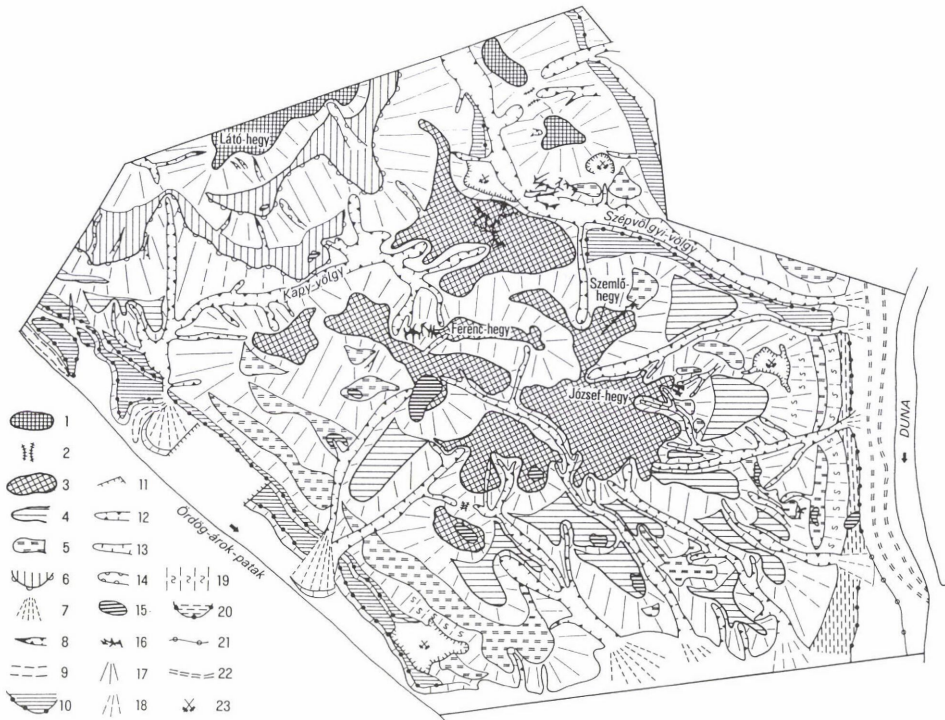 Látó-hegy
Szépvölgyi-völgy
Kapy-völgy
Szemlő-
hegy
Ferenc-hegy
József-hegy
DUNA
Ördög-árok-patak
1
2
3 11
4 12
5 13
6 14 19
7 15 20
8 16 21
9 17 22
10 18 23